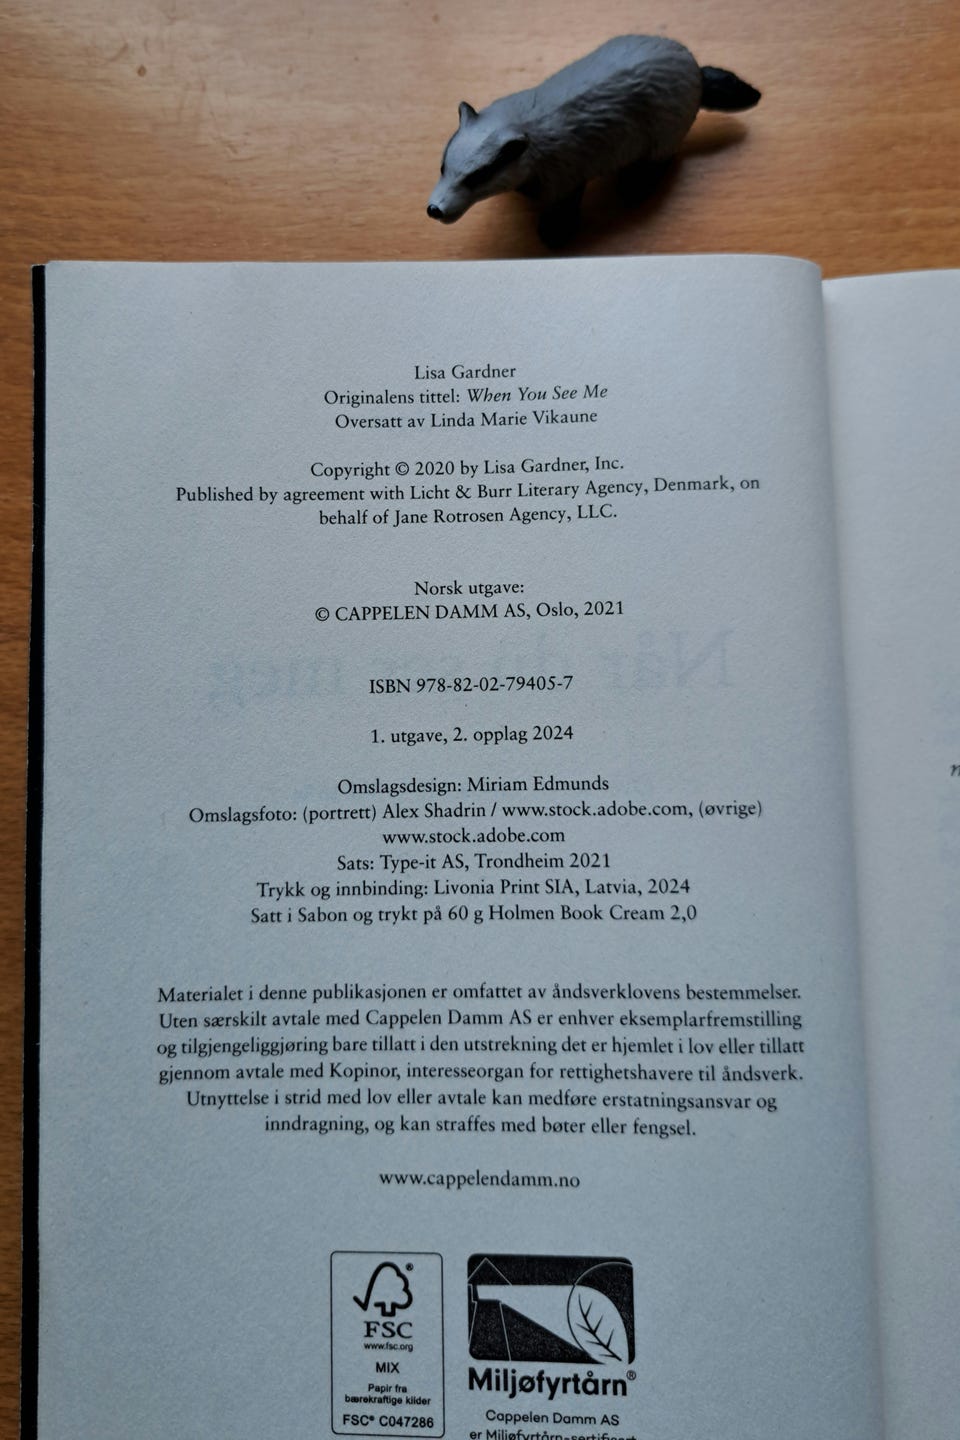 Lisa Gardner
Originalens tittel: When You See Me
Oversatt av Linda Marie Vikaune
Copyright © 2020 by Lisa Gardner, Inc.
Published by agreement with Licht & Burr Literary Agency, Denmark, on
behalf of Jane Rotrosen Agency, LLC.
Norsk utgave:
© CAPPELEN DAMM AS, Oslo, 2021
ISBN 978-82-02-79405-7
1. utgave, 2. opplag 2024
Omslagsdesign: Miriam Edmunds
Omslagsfoto: (portrett) Alex Shadrin / www.stock.adobe.com, (øvrige)
www.stock.adobe.com
Sats: Type-it AS, Trondheim 2021
Trykk og innbinding: Livonia Print SIA, Latvia, 2024
Satt i Sabon og trykt på 60 g Holmen Book Cream 2,0
Materialet i denne publikasjonen er omfattet av åndsverklovens bestemmelser.
Uten særskilt avtale med Cappelen Damm AS er enhver eksemplarfremstilling
og tilgjengeliggjøring bare tillatt i den utstrekning det er hjemlet i lov eller tillatt
gjennom avtale med Kopinor, interesseorgan for rettighetshavere til åndsverk.
Utnyttelse i strid med lov eller avtale kan medføre erstatningsansvar og
inndragning, og kan straffes med bøter eller fengsel.
www.cappelendamm.no
FSC®
www.fsc.org
MIX
Papir fra
bærekraftige kilder
FSC® C047286
Miljøfyrtårn®
Cappelen Damm AS
er Miljøfyrtårn-sertifisert